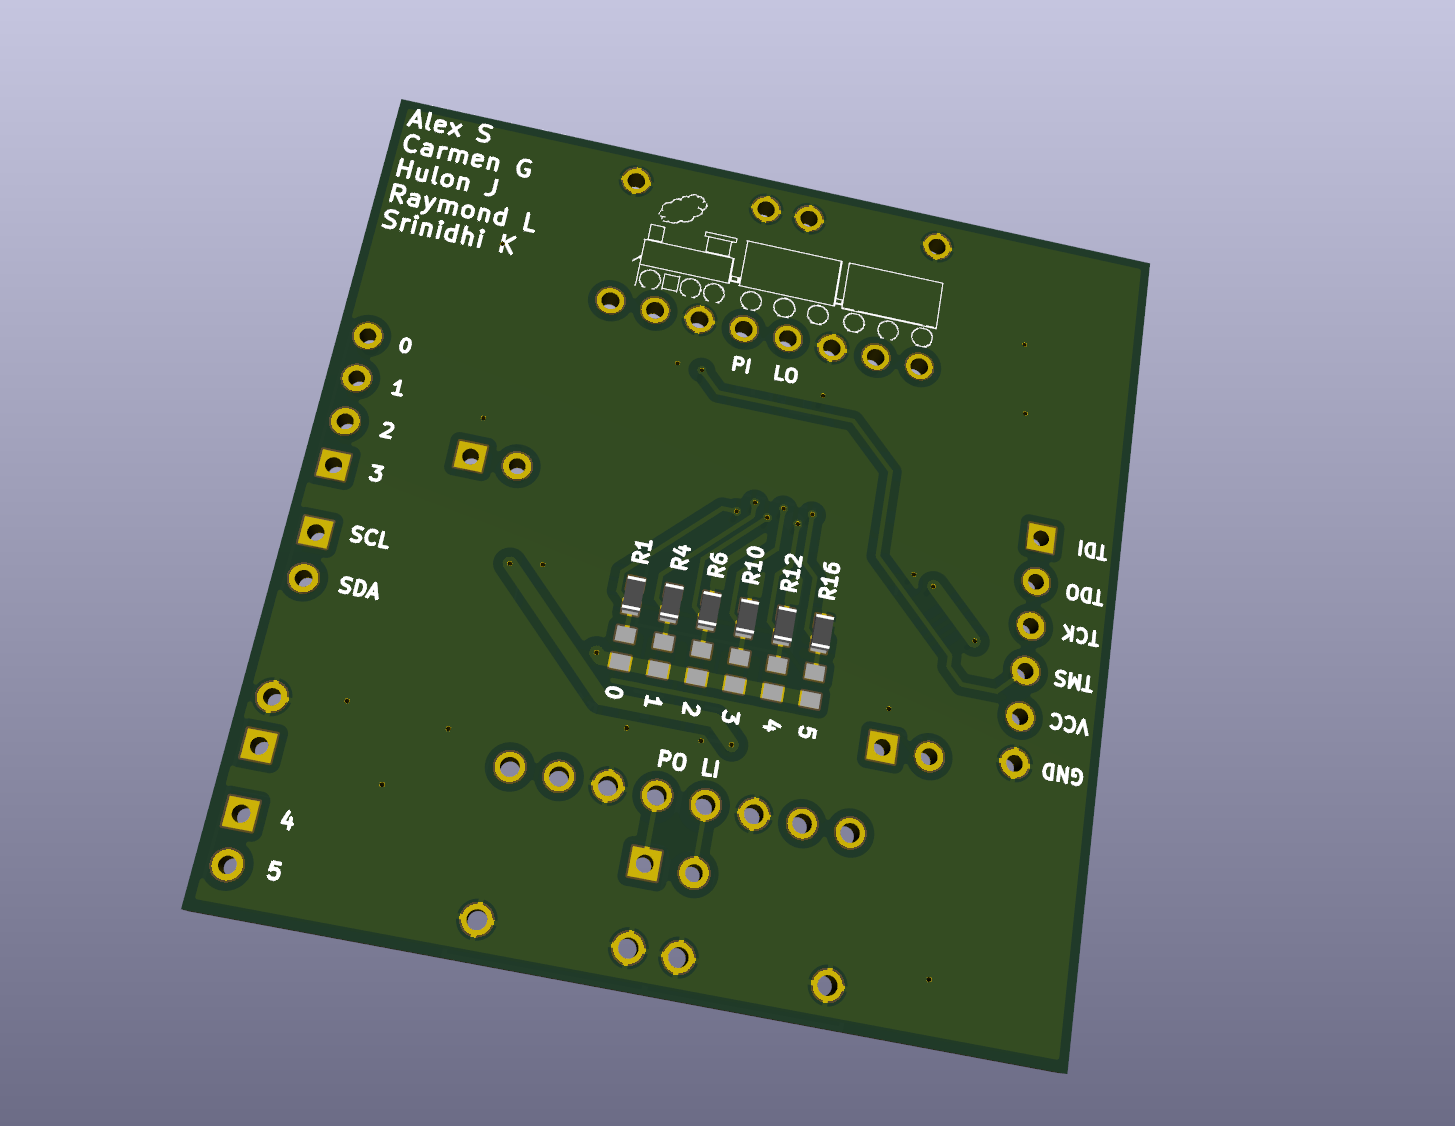 Alex S
Carmen G
Hulon J
Raymond L
Srinidhi K
PI LO
0
1
2
3
SCL
SDA
R1 R4 R6 R10 R12 R16
TDI
TDO
TCK
TMS
VCC
GND
0 1 2 3 4 5
PO LI
4
5